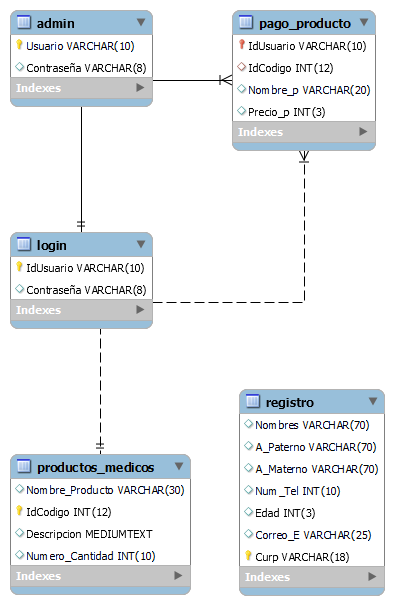 admin
Usuario VARCHAR(10)
Contraseña VARCHAR(8)
Indexes
pago_producto
IdUsuario VARCHAR(10)
IdCodigo INT(12)
Nombre_p VARCHAR(20)
Precio_p INT(3)
Indexes
login
IdUsuario VARCHAR(10)
Contraseña VARCHAR(8)
Indexes
productos_medicos
Nombre_Producto VARCHAR(30)
IdCodigo INT(12)
Descripcion MEDIUMTEXT
Numero_Cantidad INT(10)
Indexes
registro
Nombres VARCHAR(70)
A_Paterno VARCHAR(70)
A_Materno VARCHAR(70)
Num_Tel INT(10)
Edad INT(3)
Correo_E VARCHAR(25)
Curp VARCHAR(18)
Indexes